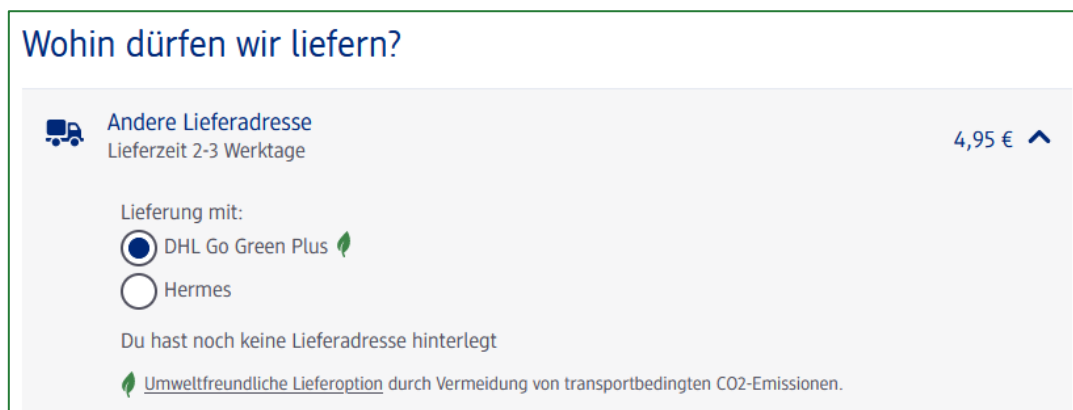 Wohin dürfen wir liefern?
Andere Lieferadresse
Lieferzeit 2-3 Werktage
4,95 €
Lieferung mit:
DHL Go Green Plus
Hermes
Du hast noch keine Lieferadresse hinterlegt
Umweltfreundliche Lieferoption durch Vermeidung von transportbedingten CO2-Emissionen.